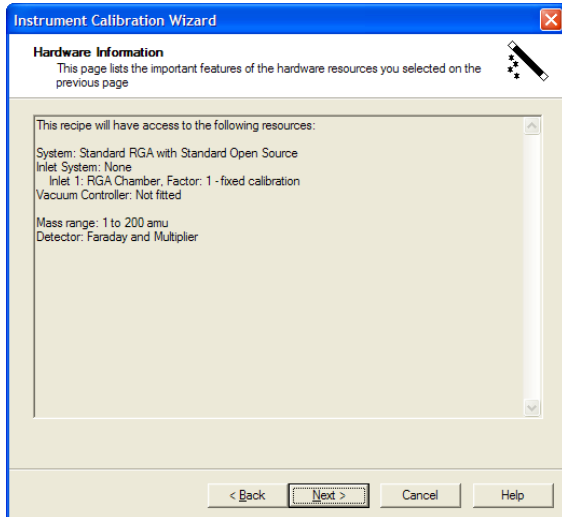 Instrument Calibration Wizard
Hardware Information
This page lists the important features of the hardware resources you selected on the
previous page
This recipe will have access to the following resources:
System: Standard RGA with Standard Open Source
Inlet System: None
Inlet 1: RGA Chamber, Factor: 1 - fixed calibration
Vacuum Controller: Not fitted
Mass range: 1 to 200 amu
Detector: Faraday and Multiplier
< Back Next > Cancel Help